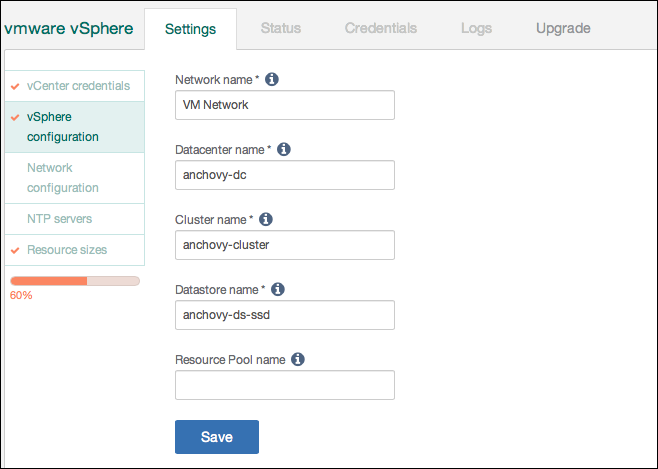 vmware vSphere
Settings
Status
Credentials
Logs
Upgrade
vCenter credentials
vSphere
configuration
Network
configuration
NTP servers
Resource sizes
60%
Network name *
VM Network
Datacenter name *
anchovy-dc
Cluster name *
anchovy-cluster
Datastore name *
anchovy-ds-ssd
Resource Pool name
Save